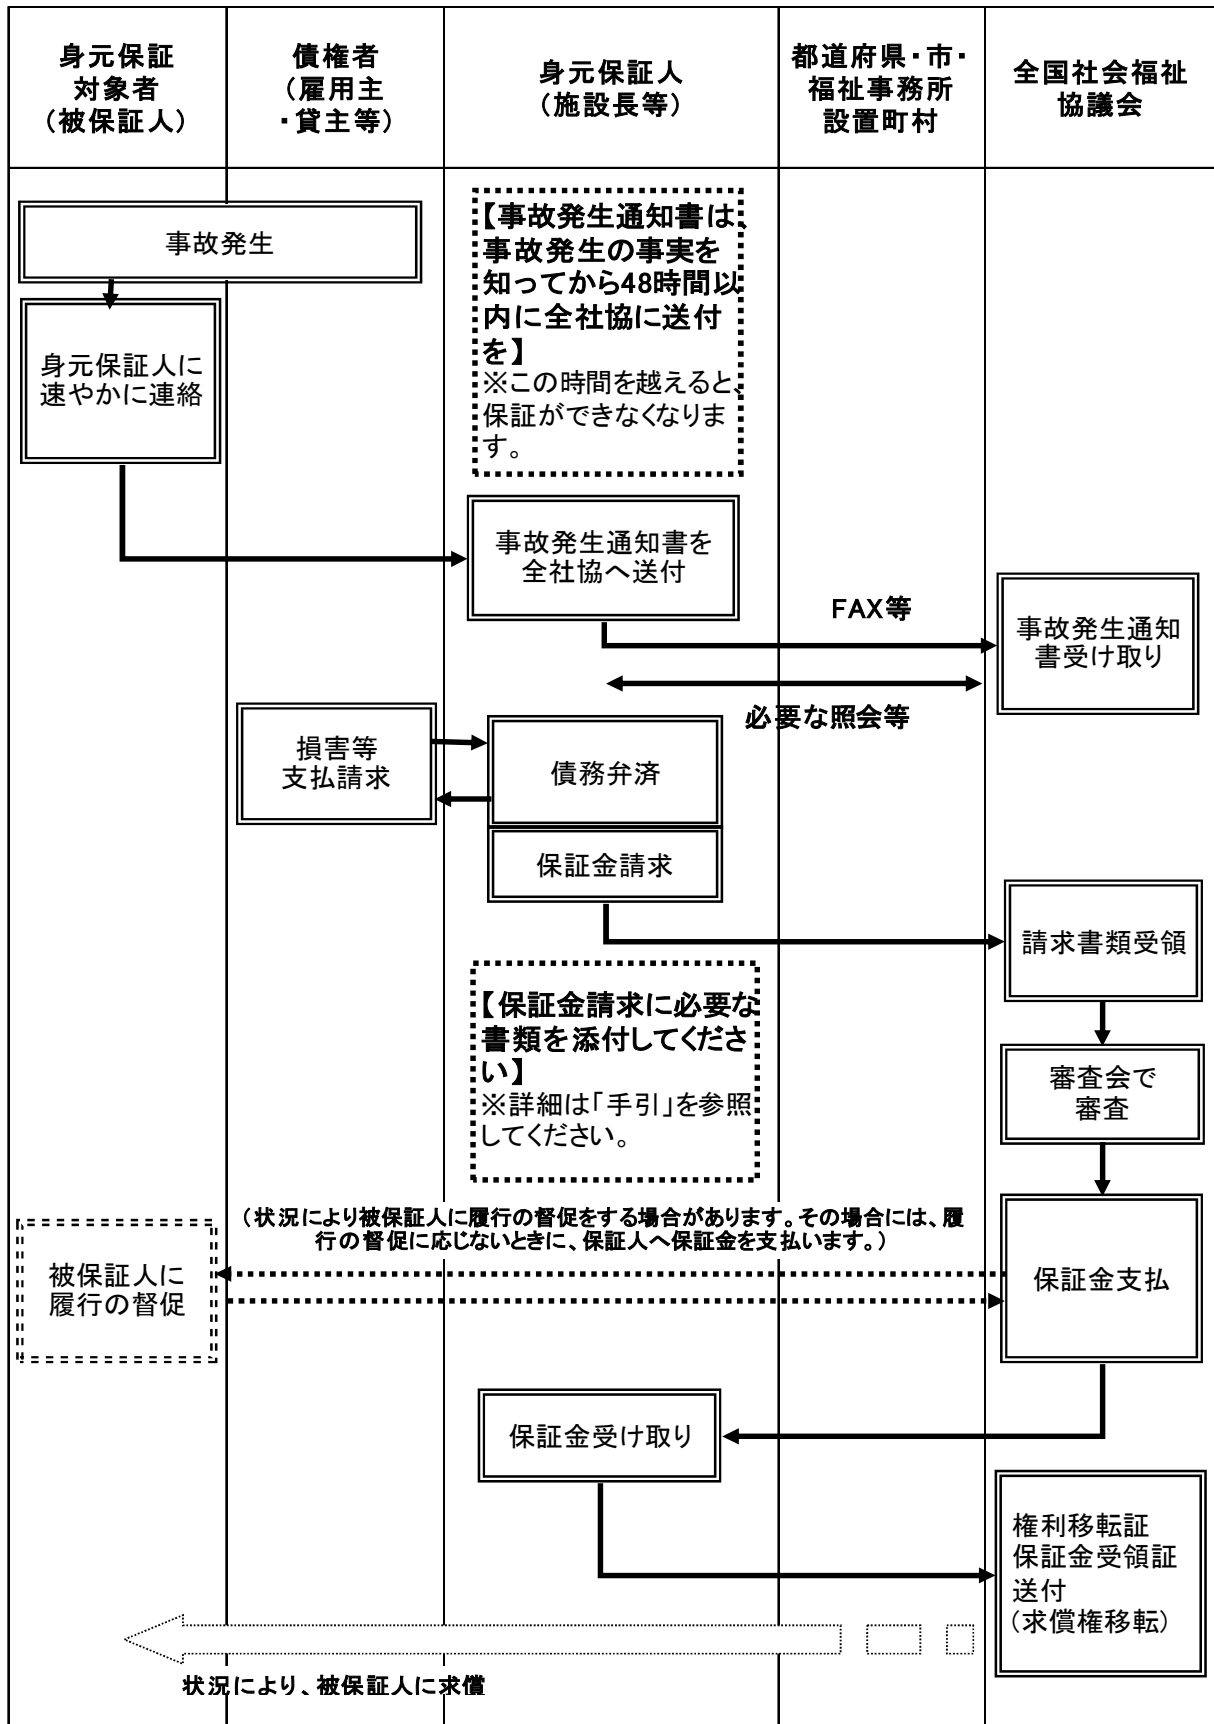 身元保証
対象者
（被保証人）
債権者
（雇用主
・貸主等）
身元保証人
（施設長等）
都道府県・市・
福祉事務所
設置町村
全国社会福祉
協議会
事故発生
【事故発生通知書は、
事故発生の事実を
知ってから48時間以
内に全社協に送付
を】
※この時間を越えると、
保証ができなくなりま
す。
身元保証人に
速やかに連絡
事故発生通知書を
全社協へ送付
FAX等
事故発生通知
書受け取り
必要な照会等
損害等
支払請求
債務弁済
保証金請求
請求書類受領
【保証金請求に必要な
書類を添付してくださ
い】
※詳細は「手引」を参照
してください。
審査会で
審査
（状況により被保証人に履行の督促をする場合があります。その場合には、履
行の督促に応じないときに、保証人へ保証金を支払います。）
被保証人に
履行の督促
保証金支払
保証金受け取り
権利移転証
保証金受領証
送付
(求償権移転)
状況により、被保証人に求償